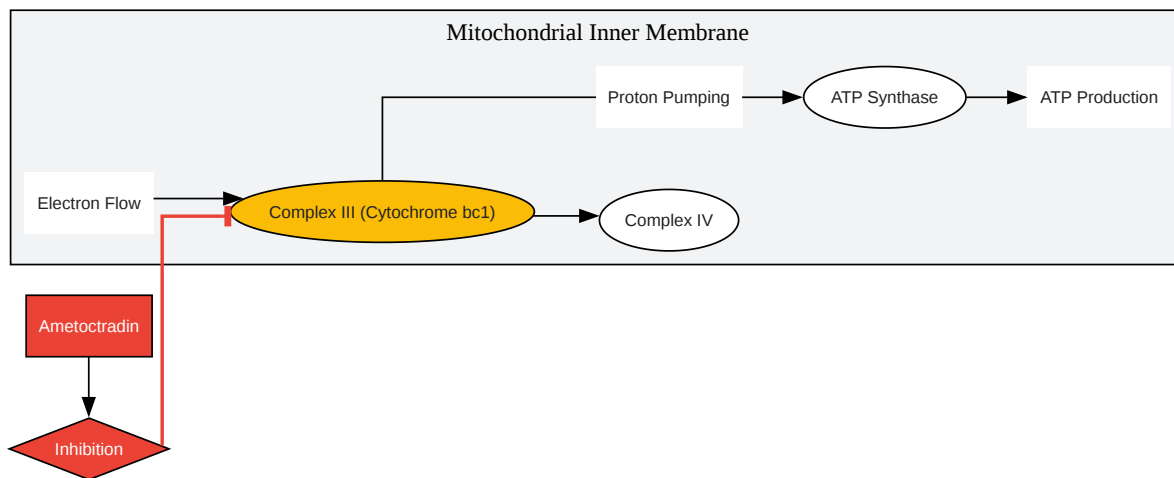 Mitochondrial Inner Membrane
Proton Pumping
ATP Synthase
ATP Production
Electron Flow
Complex III (Cytochrome bc1)
Complex IV
Ametoctradin
Inhibition